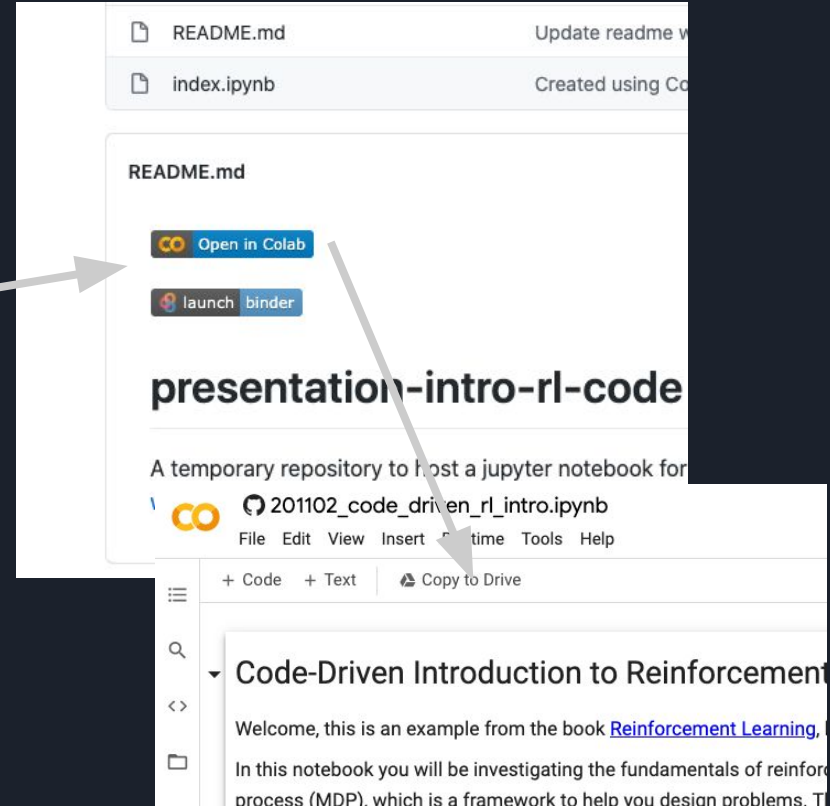 README.md Update readme w
index.ipynb Created using Co
README.md
CO Open in Colab
launch binder
presentation-intro-rl-code
A temporary repository to host a jupyter notebook for
CO 201102_code_driven_rl_intro.ipynb
File Edit View Insert Tools Help
+ Code + Text Copy to Drive
Code-Driven Introduction to Reinforcement
Welcome, this is an example from the book Reinforcement Learning,
In this notebook you will be investigating the fundamentals of reinforc
process (MDP), which is a framework to help you design problems. Th